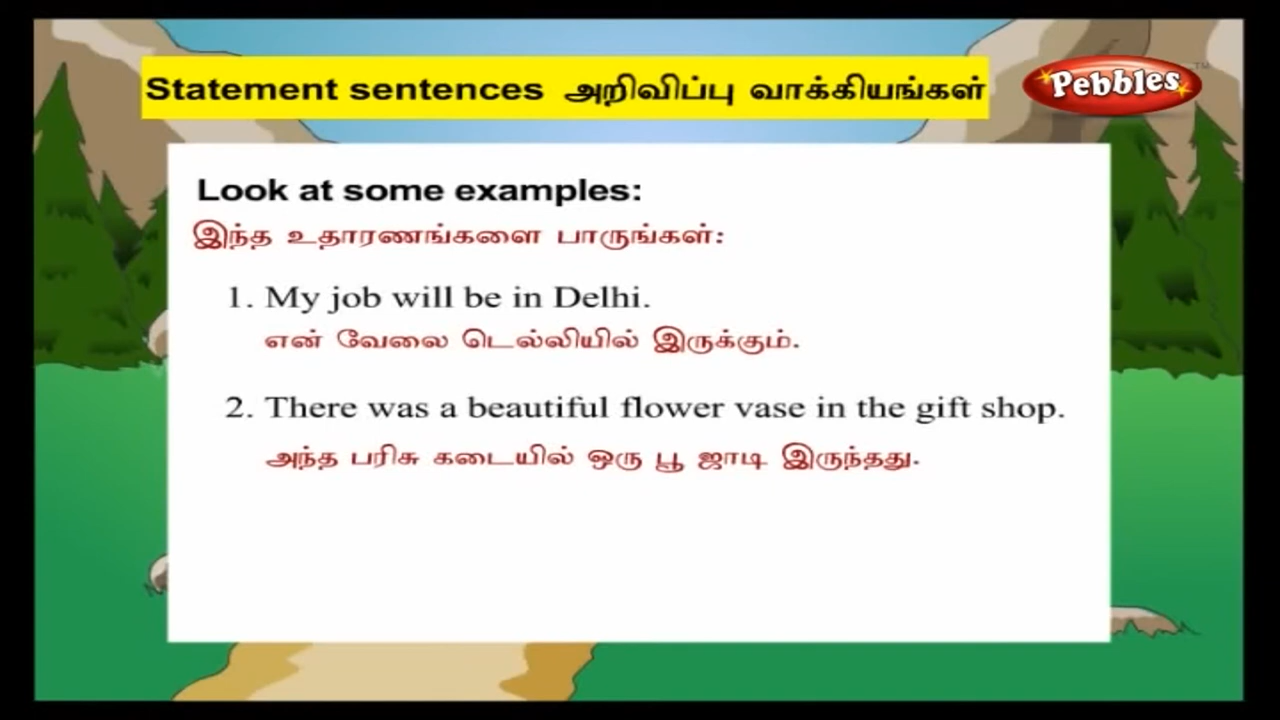 Statement sentences அறிவிப்பு வாக்கியங்கள்
Pebbles TM
Look at some examples:
இந்த உதாரணங்களை பாருங்கள்:
1. My job will be in Delhi.
என் வேலை டெல்லியில் இருக்கும்.
2. There was a beautiful flower vase in the gift shop.
அந்த பரிசு கடையில் ஒரு பூ ஜாடி இருந்தது.